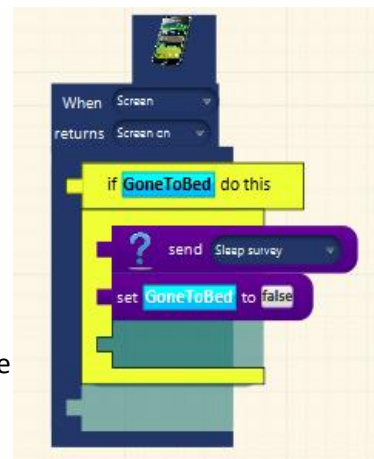 When Screen
returns Screen on
if GoneToBed do this
? send Sleep survey
set GoneToBed to false
e